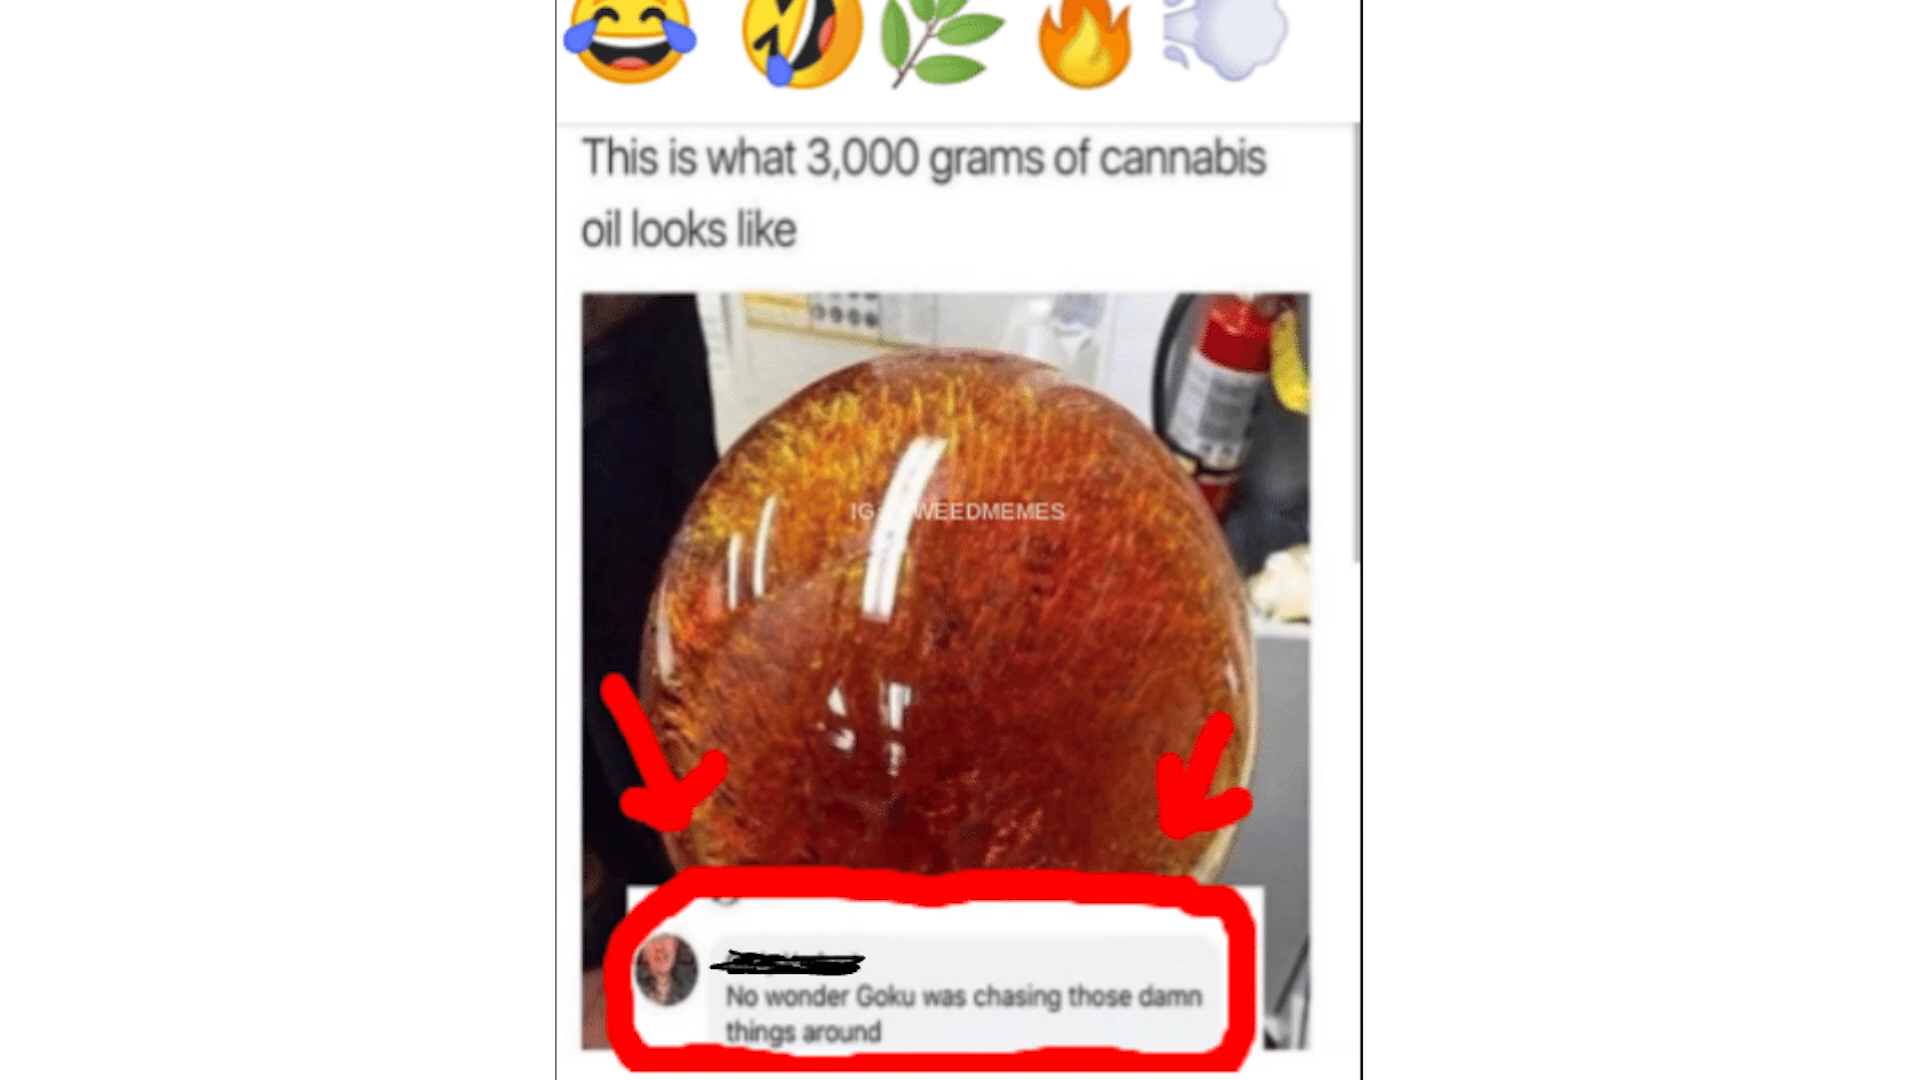 This is what 3,000 grams of cannabis
oil looks like
WEEDMEMES
No wonder Goku was chasing those damn
things around